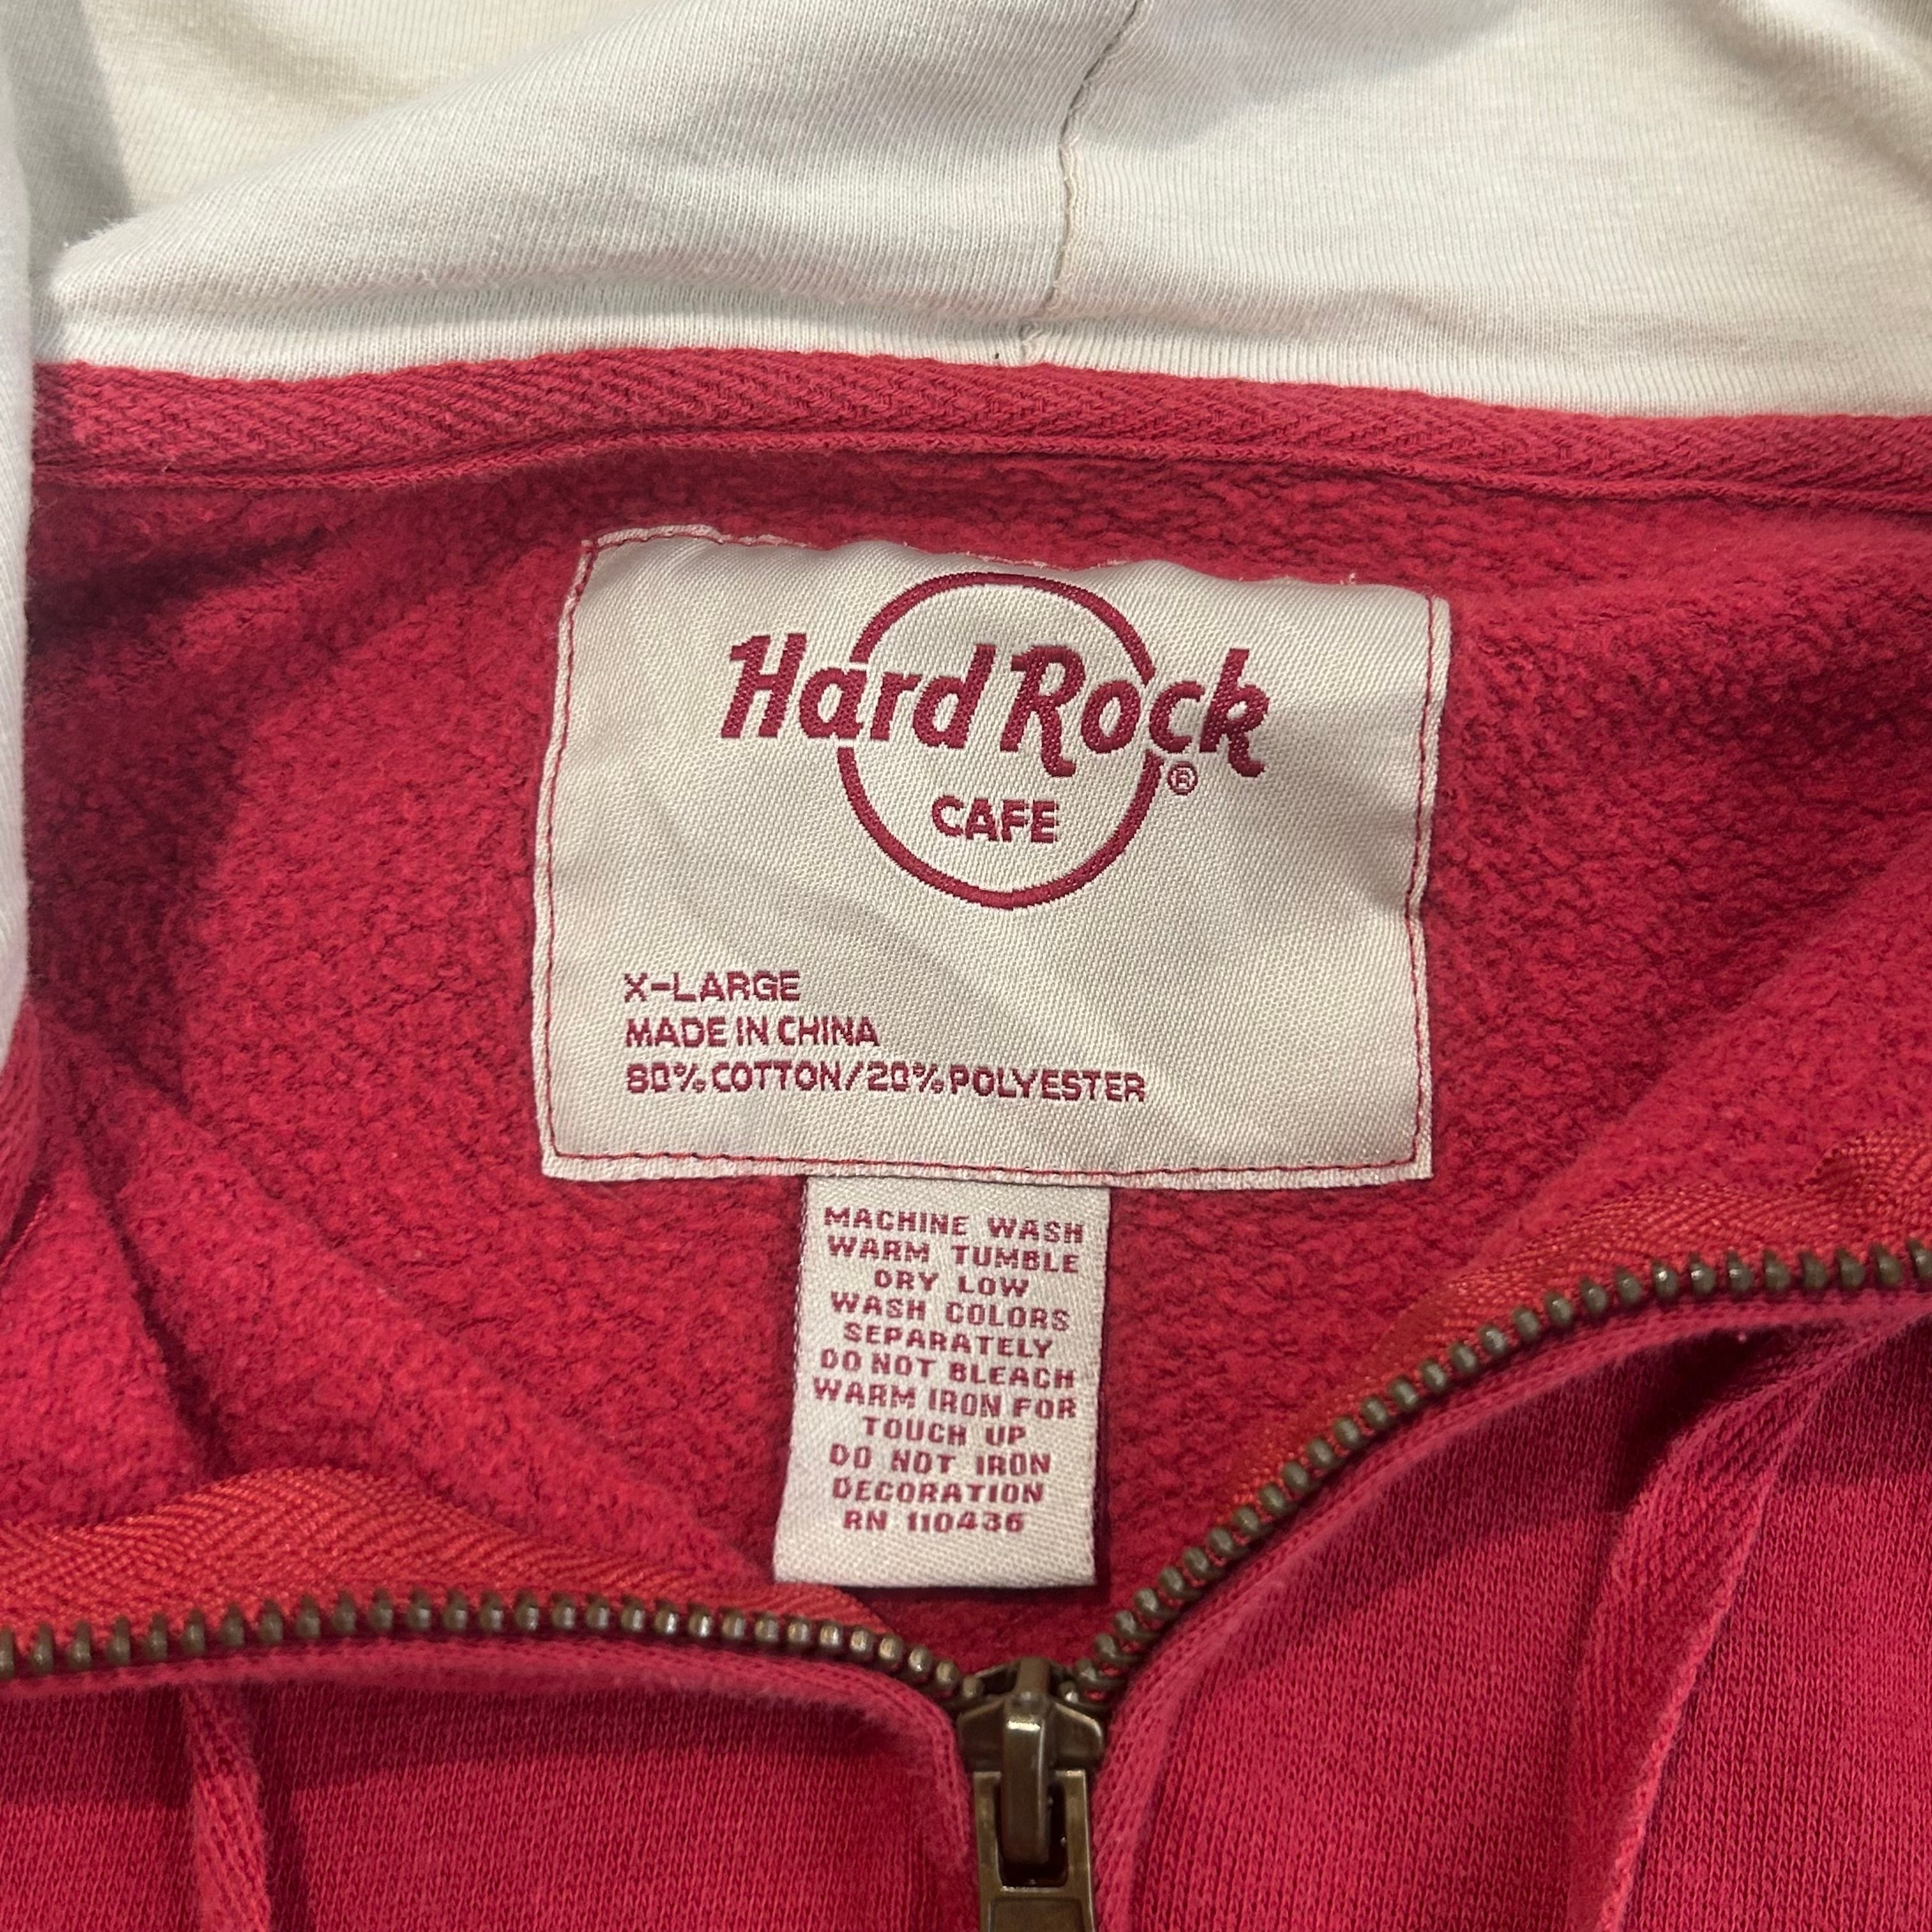 Hard Rock
®
CAFE
X-LARGE
MADE IN CHINA
80% COTTON/20% POLYESTER
MACHINE WASH
WARM TUMBLE
DRY LOW
WASH COLORS
SEPARATELY
DO NOT BLEACH
WARM IRON FOR
TOUCH UP
DO NOT IRON
DECORATION
RN 110436